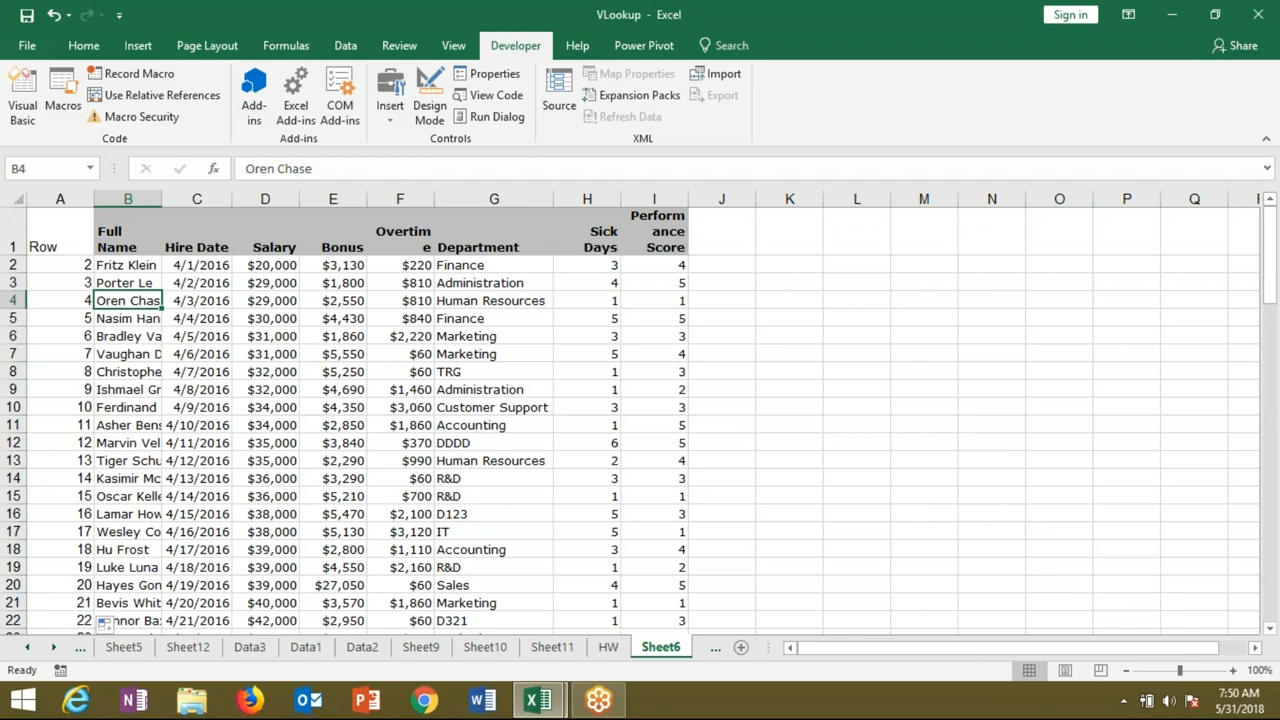 VLookup - Excel
Sign in
File Home Insert Page Layout Formulas Data Review View Developer Help Power Pivot Search Share
Record Macro
Use Relative References
Macro Security
Visual Basic
Macros
Code
Add-ins
Excel Add-ins
COM Add-ins
Add-ins
Insert
Design Mode
Properties
View Code
Run Dialog
Controls
Source
Map Properties
Expansion Packs
Refresh Data
Import
Export
XML
B4 fx Oren Chase
A B C D E F G H I J K L M N O P Q
1 Row Full Name Hire Date Salary Bonus Overtime Department Sick Days Performance Score
2 2 Fritz Klein 4/1/2016 $20,000 $3,130 $220 Finance 3 4
3 3 Porter Le 4/2/2016 $29,000 $1,800 $810 Administration 4 5
4 4 Oren Chas 4/3/2016 $29,000 $2,550 $810 Human Resources 1 1
5 5 Nasim Han 4/4/2016 $30,000 $4,430 $840 Finance 5 5
6 6 Bradley Va 4/5/2016 $31,000 $1,860 $2,220 Marketing 3 3
7 7 Vaughan D 4/6/2016 $31,000 $5,550 $60 Marketing 5 4
8 8 Christophe 4/7/2016 $32,000 $5,250 $60 TRG 1 3
9 9 Ishmael Gr 4/8/2016 $32,000 $4,690 $1,460 Administration 1 2
10 10 Ferdinand 4/9/2016 $34,000 $4,350 $3,060 Customer Support 3 3
11 11 Asher Bens 4/10/2016 $34,000 $2,850 $1,860 Accounting 1 5
12 12 Marvin Vel 4/11/2016 $35,000 $3,840 $370 DDDD 6 5
13 13 Tiger Schu 4/12/2016 $35,000 $2,290 $990 Human Resources 2 4
14 14 Kasimir Mc 4/13/2016 $36,000 $3,290 $60 R&D 3 3
15 15 Oscar Kelle 4/14/2016 $36,000 $5,210 $700 R&D 1 1
16 16 Lamar How 4/15/2016 $38,000 $5,470 $2,100 D123 5 3
17 17 Wesley Co 4/16/2016 $38,000 $5,130 $3,120 IT 5 1
18 18 Hu Frost 4/17/2016 $39,000 $2,800 $1,110 Accounting 3 4
19 19 Luke Luna 4/18/2016 $39,000 $4,550 $2,160 R&D 1 2
20 20 Hayes Gon 4/19/2016 $39,000 $27,050 $60 Sales 4 5
21 21 Bevis Whit 4/20/2016 $40,000 $3,570 $1,860 Marketing 1 1
22 22 nnor Ba 4/21/2016 $42,000 $2,950 $60 D321 1 3
... Sheet5 Sheet12 Data3 Data1 Data2 Sheet9 Sheet10 Sheet11 HW Sheet6 ...
Ready 100%
7:50 AM
5/31/2018